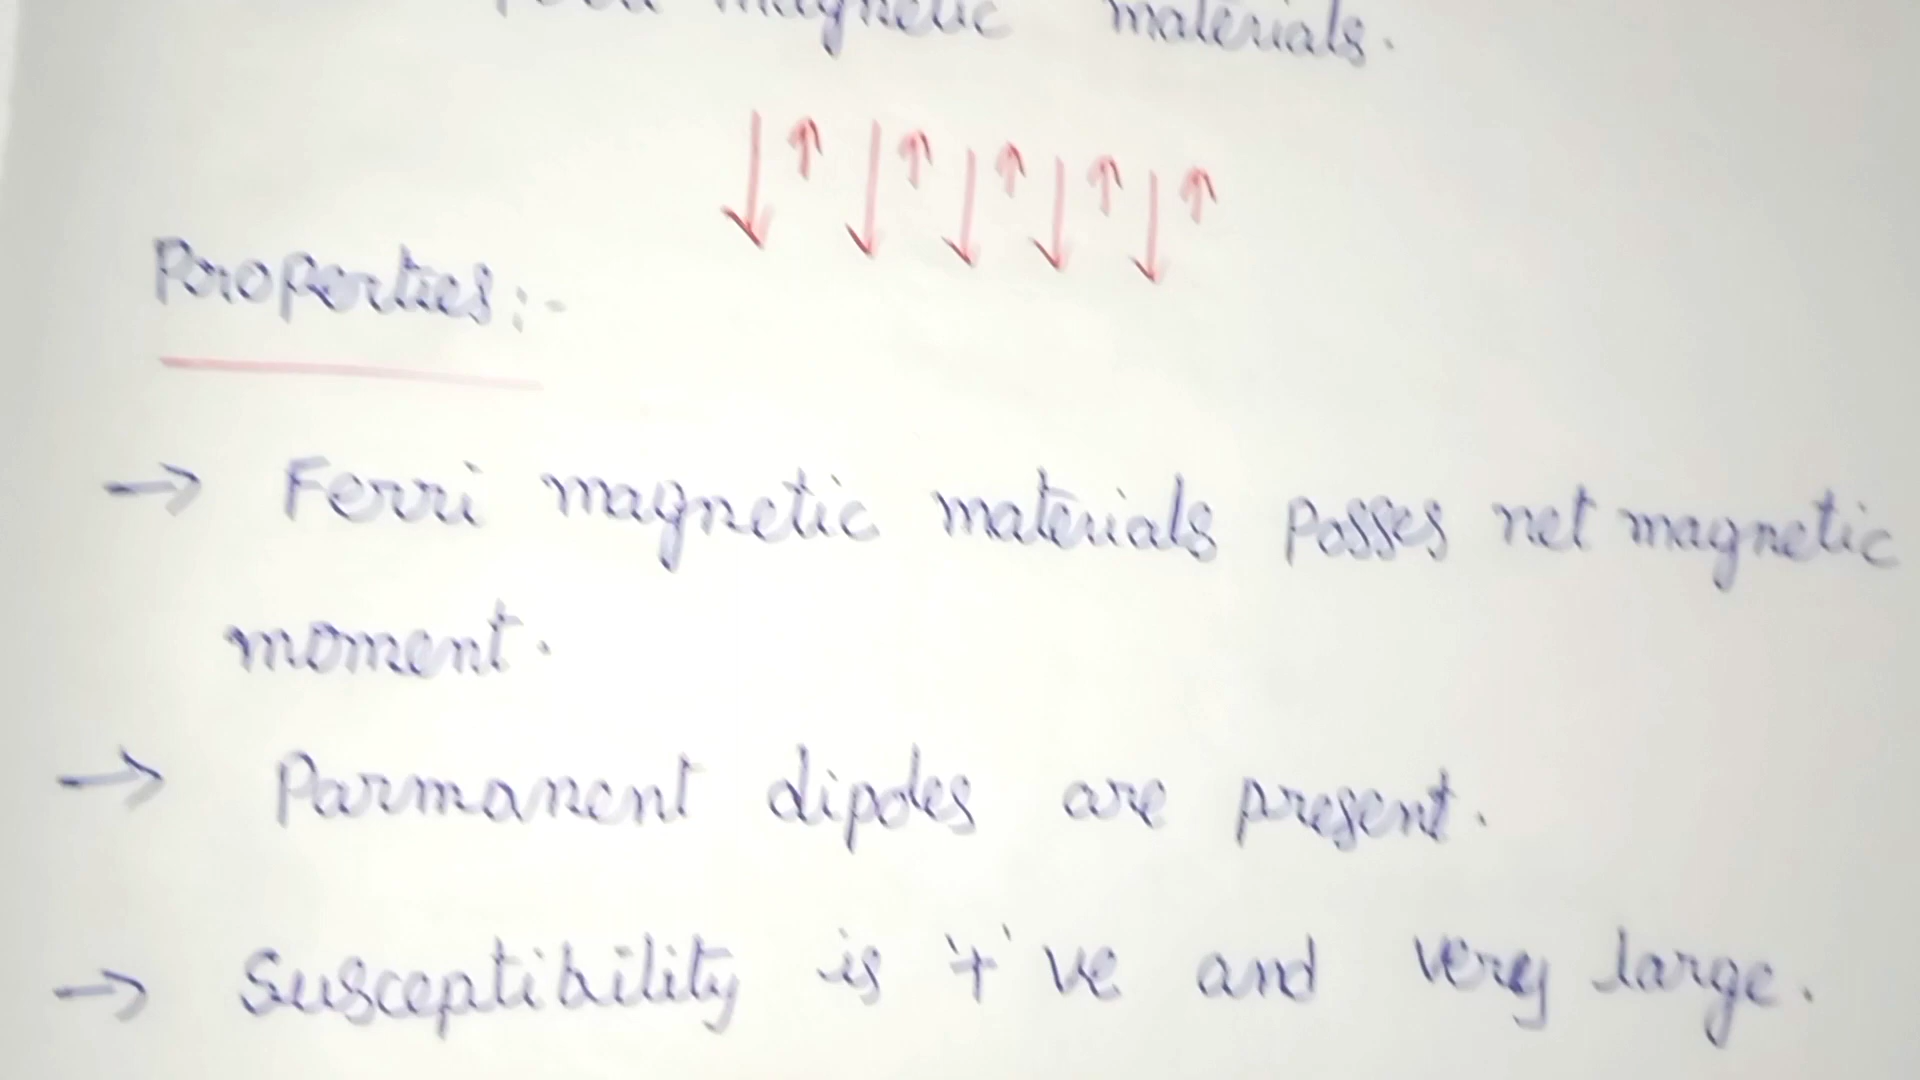 magnetic materials.
Properties:-
→ Ferri magnetic materials posses net magnetic
moment.
→ Parmanent dipoles are present.
→ Susceptibility is '+' ve and very large.